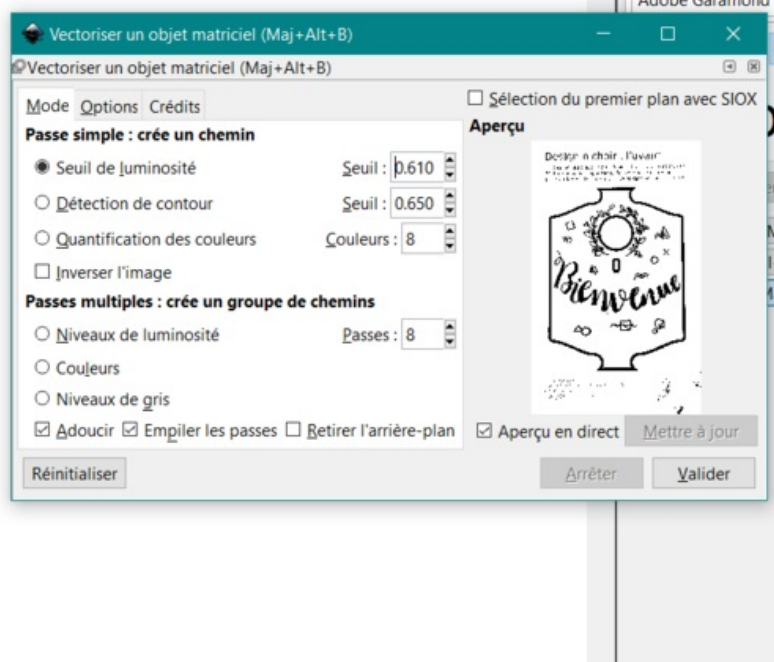 Adobe Garamond
Vectoriser un objet matriciel (Maj+Alt+B)
Vectoriser un objet matriciel (Maj+Alt+B)
Mode Options Crédits
Sélection du premier plan avec SIOX
Passe simple : crée un chemin
Aperçu
Seuil de luminosité Seuil : 0.610
Détection de contour Seuil : 0.650
Quantification des couleurs Couleurs : 8
Inverser l'image
Passes multiples : crée un groupe de chemins
Niveaux de luminosité Passes : 8
Couleurs
Niveaux de gris
Adoucir Empiler les passes Retirer l'arrière-plan
Bienvenue
Aperçu en direct Mettre à jour
Réinitialiser Arrêter Valider